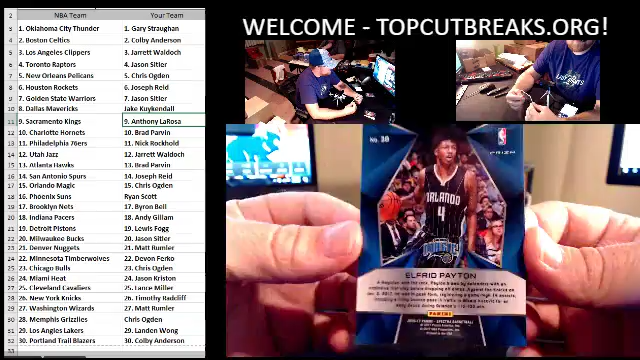 WELCOME - TOPCUTBREAKS.ORG!
NBA Team Your Team
1. Oklahoma City Thunder 1. Gary Straughan
2. Boston Celtics 2. Colby Anderson
3. Los Angeles Clippers 3. Jarrett Waldoch
4. Toronto Raptors 4. Jason Sitler
5. New Orleans Pelicans 5. Chris Ogden
6. Houston Rockets 6. Joseph Reid
7. Golden State Warriors 7. Jason Sitler
8. Dallas Mavericks Jake Kuykendall
9. Sacramento Kings 9. Anthony LaRosa
10. Charlotte Hornets 10. Brad Parvin
11. Philadelphia 76ers 11. Nick Rockhold
12. Utah Jazz 12. Jarrett Waldoch
13. Atlanta Hawks 13. Brad Parvin
14. San Antonio Spurs 14. Joseph Reid
15. Orlando Magic 15. Chris Ogden
16. Phoenix Suns Ryan Scott
17. Brooklyn Nets 17. Byron Bell
18. Indiana Pacers 18. Andy Gillam
19. Detroit Pistons 19. Lewis Fogg
20. Milwaukee Bucks 20. Jason Sitler
21. Denver Nuggets 21. Matt Rumler
22. Minnesota Timberwolves 22. Devon Ferko
23. Chicago Bulls 23. Chris Ogden
24. Miami Heat 24. Jason Kriston
25. Cleveland Cavaliers 25. Lance Miller
26. New York Knicks 26. Timothy Radcliff
27. Washington Wizards 27. Matt Rumler
28. Memphis Grizzlies Chris Ogden
29. Los Angeles Lakers 29. Landen Wong
30. Portland Trail Blazers 30. Colby Anderson
No. 38
ORLANDO
4
MAGIC
ELFRID PAYTON
PANINI